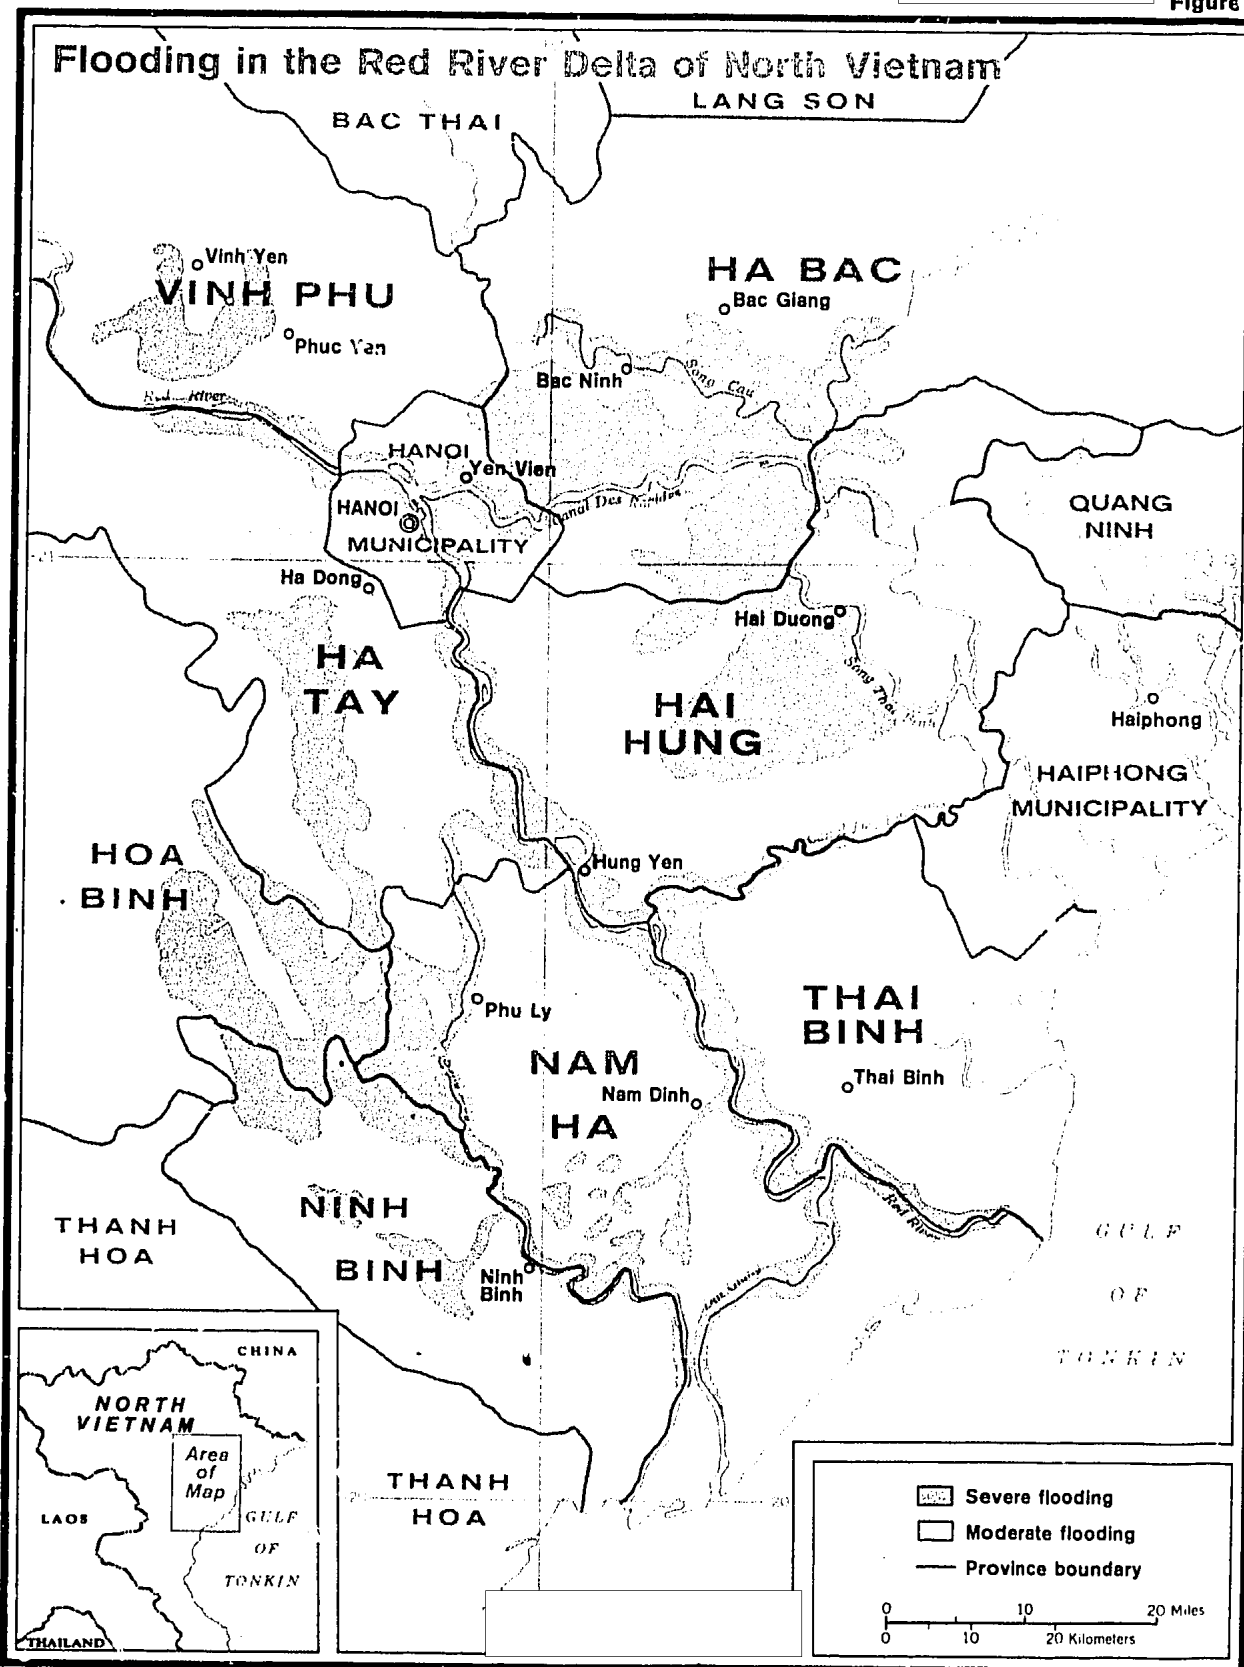 Figure
Flooding in the Red River Delta of North Vietnam
LANG SON
BAC THAI
Vinh Yen
VINH PHU
Phuc Yen
HA BAC
Bac Giang
Bac Ninh
Song Cau
Red River
HANOI
Yen Vien
HANOI
MUNICIPALITY
Canal Des Rapides
QUANG
NINH
21
Ha Dong
Hai Duong
HA
TAY
Song Thai Binh
HAI
HUNG
Haiphong
HAIPHONG
MUNICIPALITY
HOA
BINH
Hung Yen
Phu Ly
THAI
BINH
Thai Binh
NAM
Nam Dinh
HA
NINH
BINH
Ninh
Binh
Red River
THANH
HOA
GULF
OF
TONKIN
CHINA
NORTH
VIETNAM
Area
of
Map
LAOS
GULF
OF
TONKIN
THAILAND
THANH
HOA
20
Severe flooding
Moderate flooding
Province boundary
0 10 20 Miles
0 10 20 Kilometers